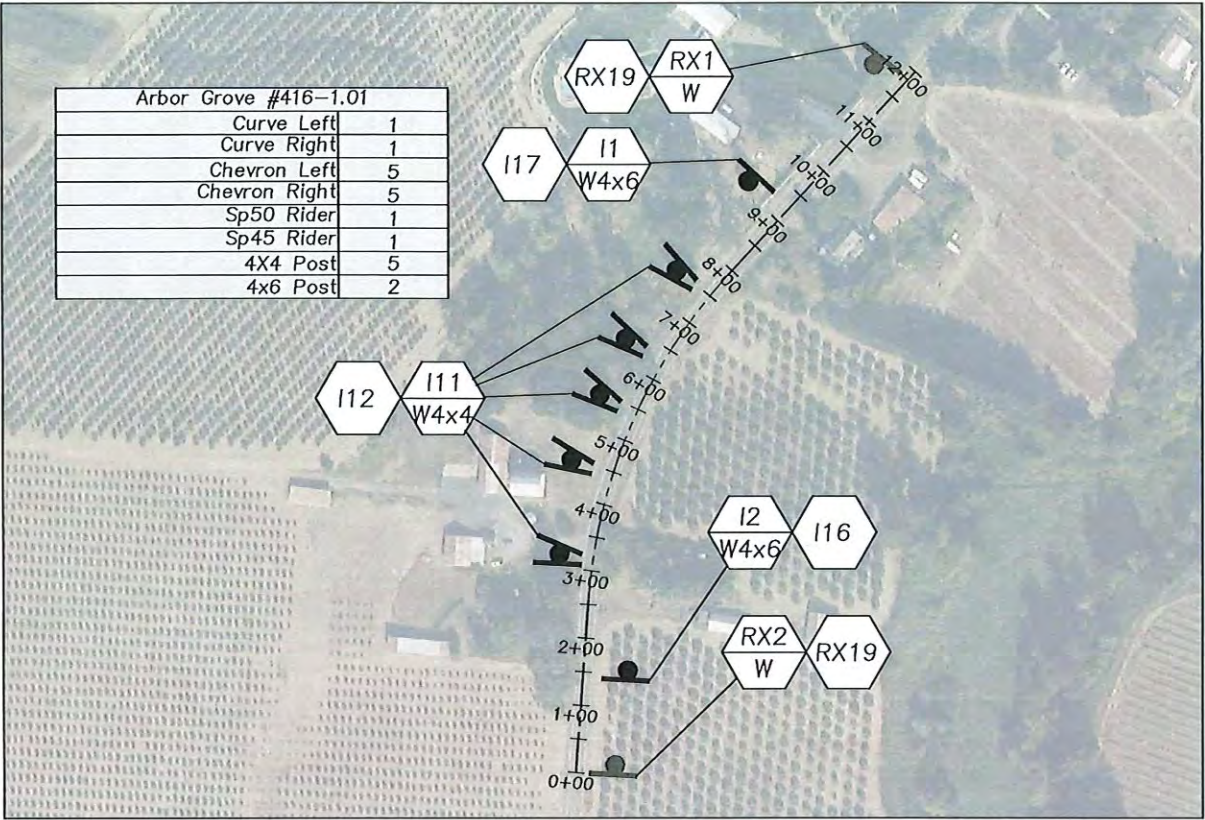 Arbor Grove #416-1.01
Curve Left 1
Curve Right 1
Chevron Left 5
Chevron Right 5
Sp50 Rider 1
Sp45 Rider 1
4X4 Post 5
4x6 Post 2
RX19
RX1
W
I17
I1
W4x6
I12
I11
W4x4
I2
W4x6
I16
RX2
W
RX19
12+00
11+00
10+00
9+00
8+00
7+00
6+00
5+00
4+00
3+00
2+00
1+00
0+00